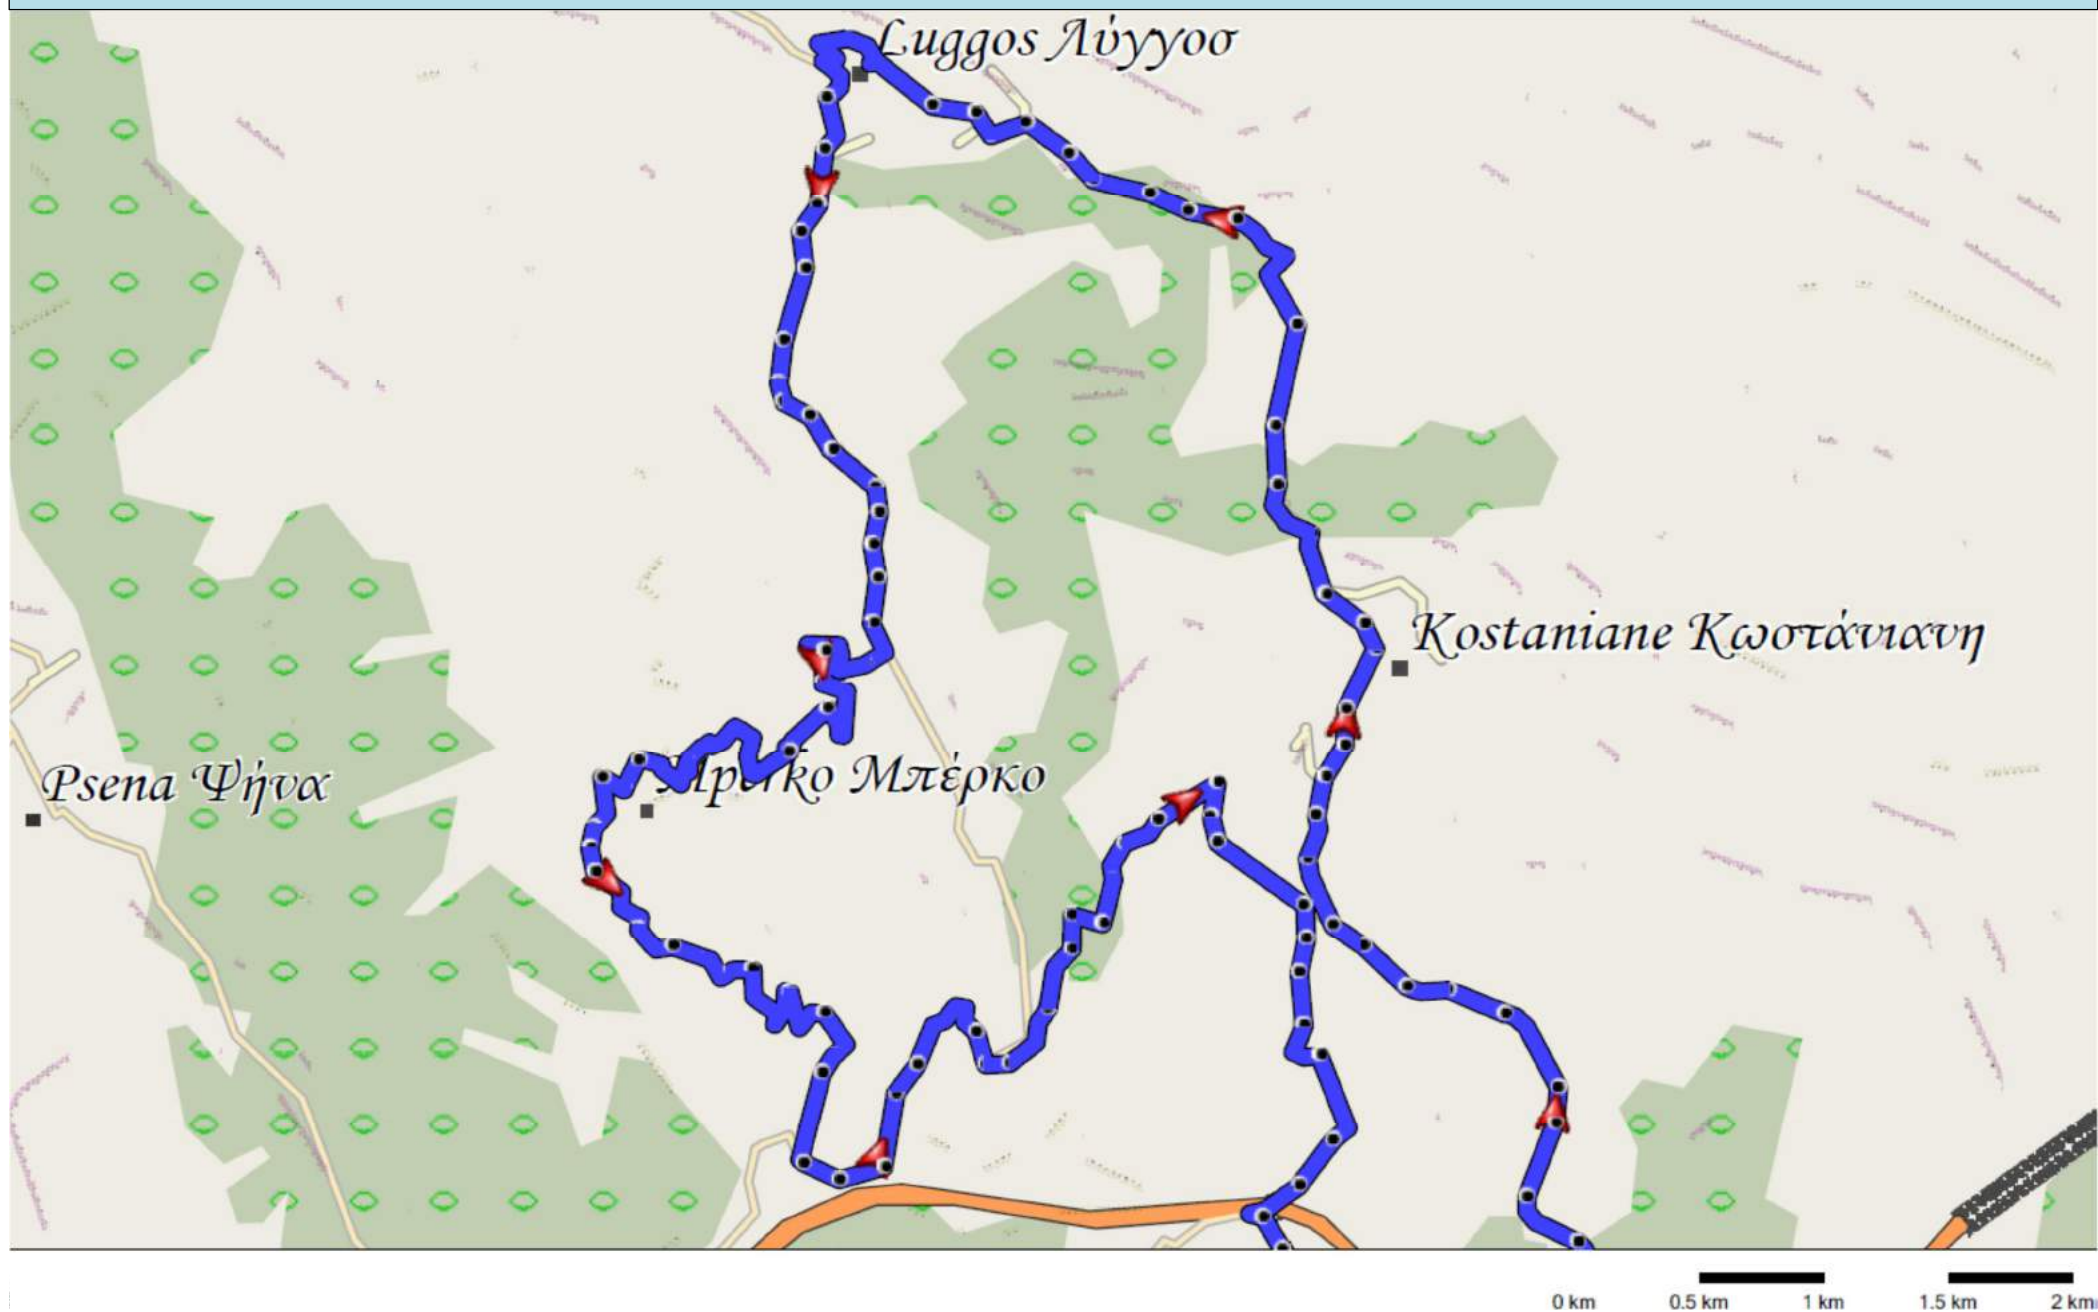 Luggos Λύγγοσ
Kostaniane Κωστάνιανη
Psena Ψήνα
Mperko Μπέρκο
0 km 0.5 km 1 km 1.5 km 2 km